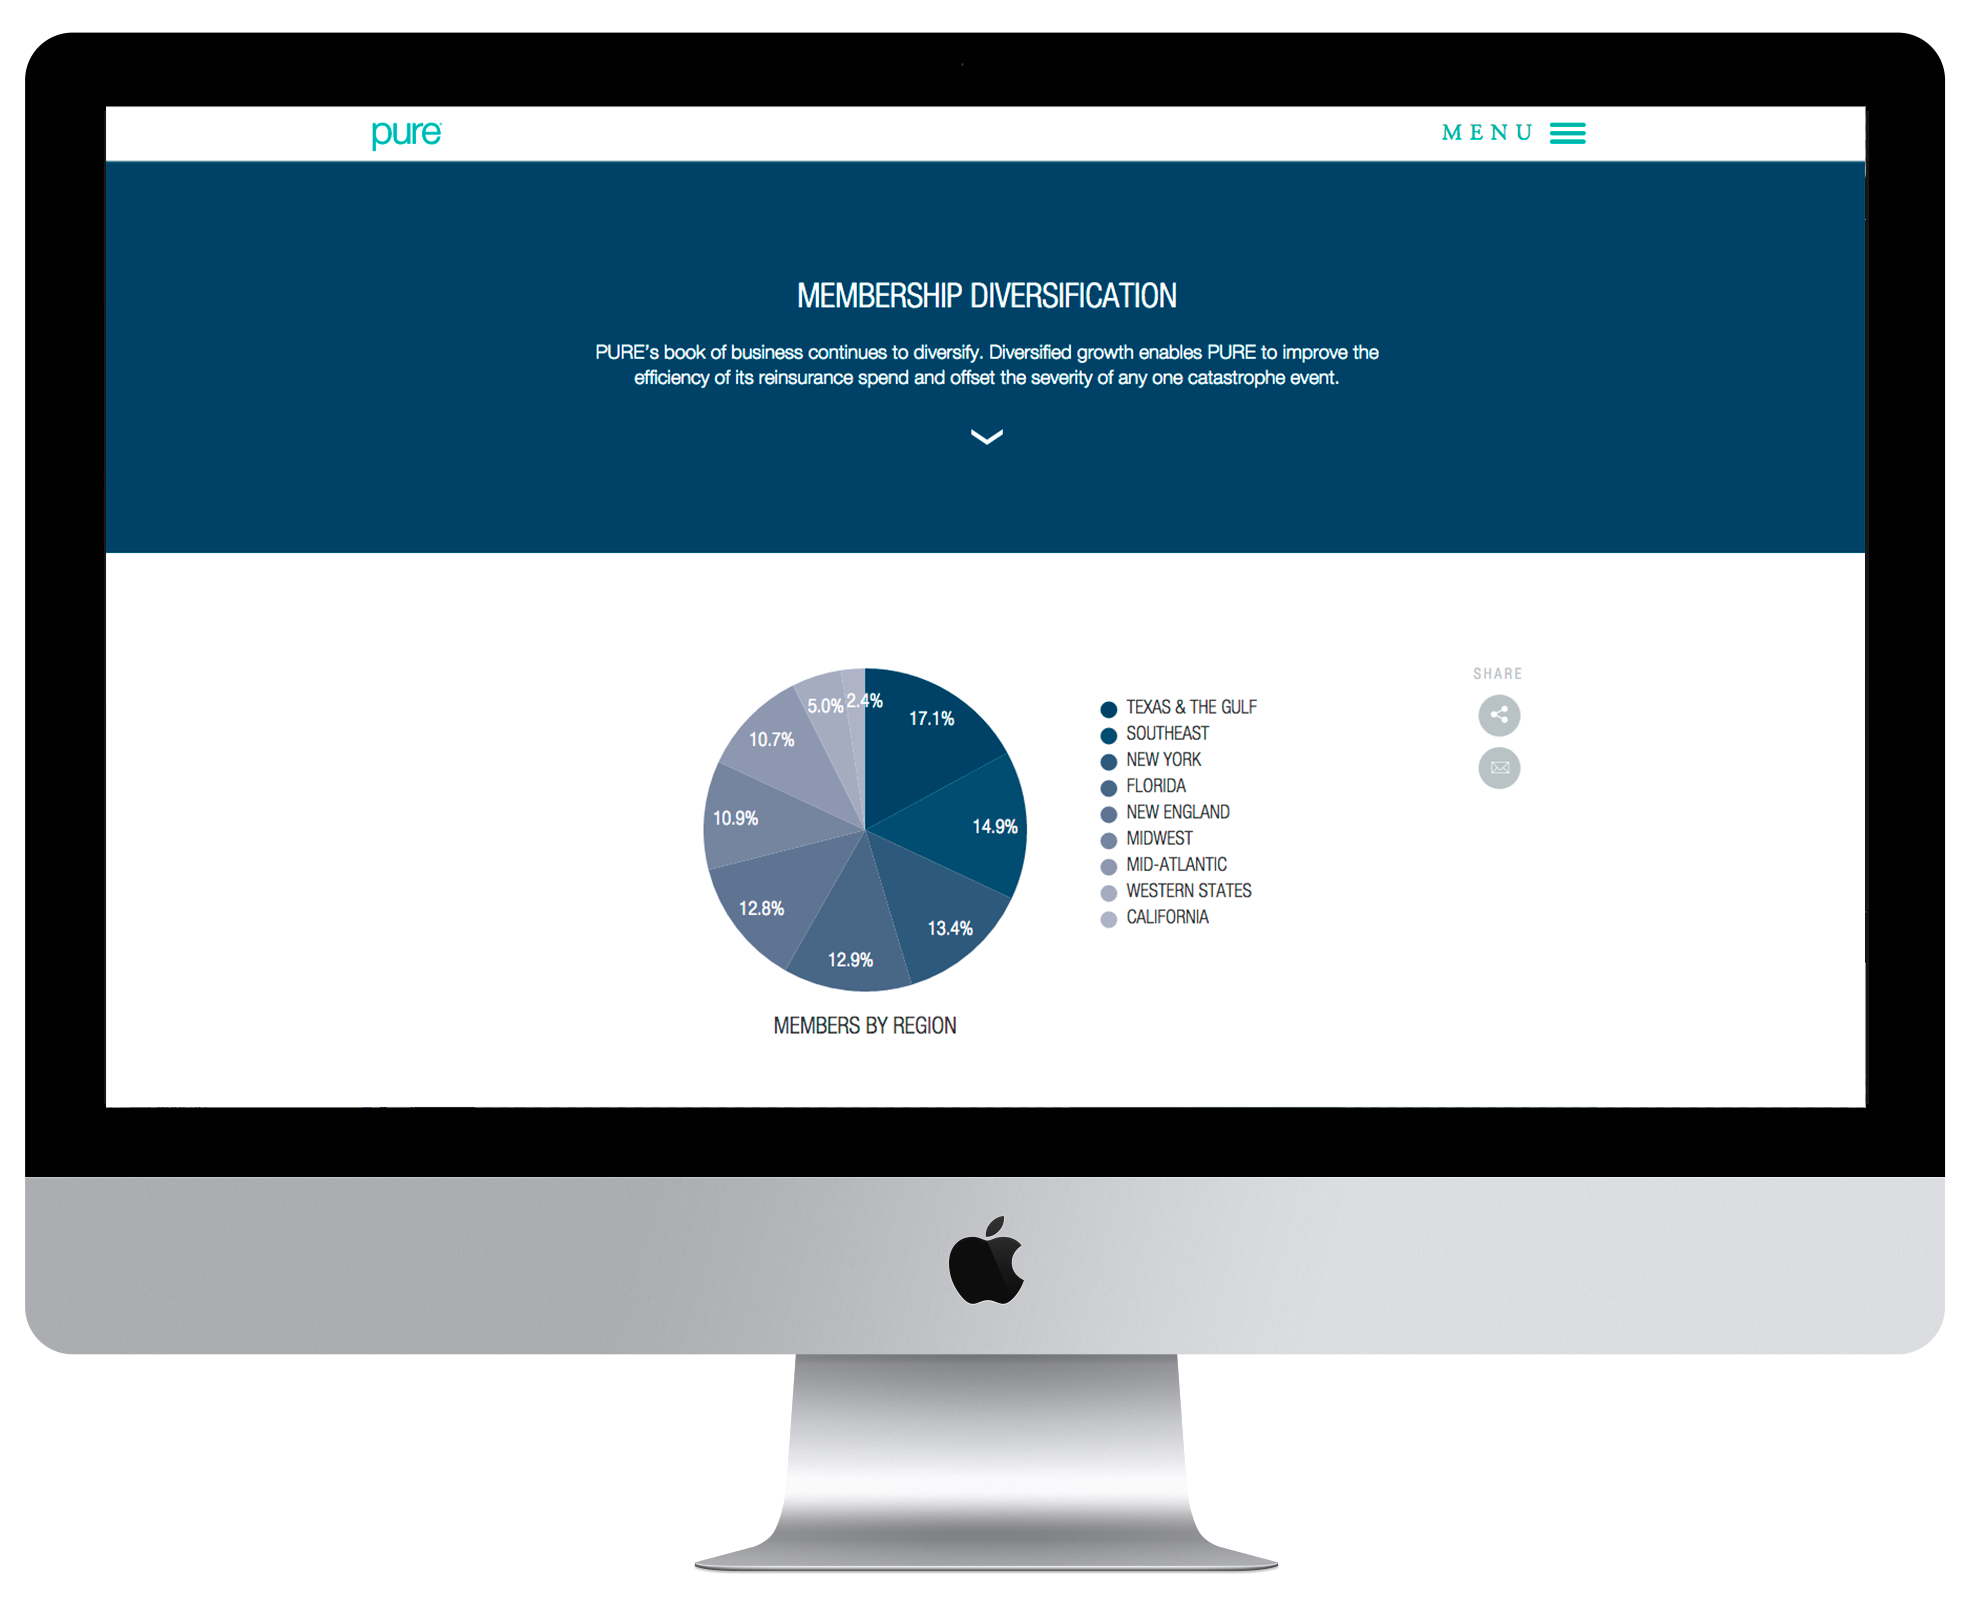 pure
MENU
MEMBERSHIP DIVERSIFICATION
PURE's book of business continues to diversify. Diversified growth enables PURE to improve the
efficiency of its reinsurance spend and offset the severity of any one catastrophe event.
17.1%
14.9%
13.4%
12.9%
12.8%
10.9%
10.7%
5.0%
2.4%
MEMBERS BY REGION
TEXAS & THE GULF
SOUTHEAST
NEW YORK
FLORIDA
NEW ENGLAND
MIDWEST
MID-ATLANTIC
WESTERN STATES
CALIFORNIA
SHARE